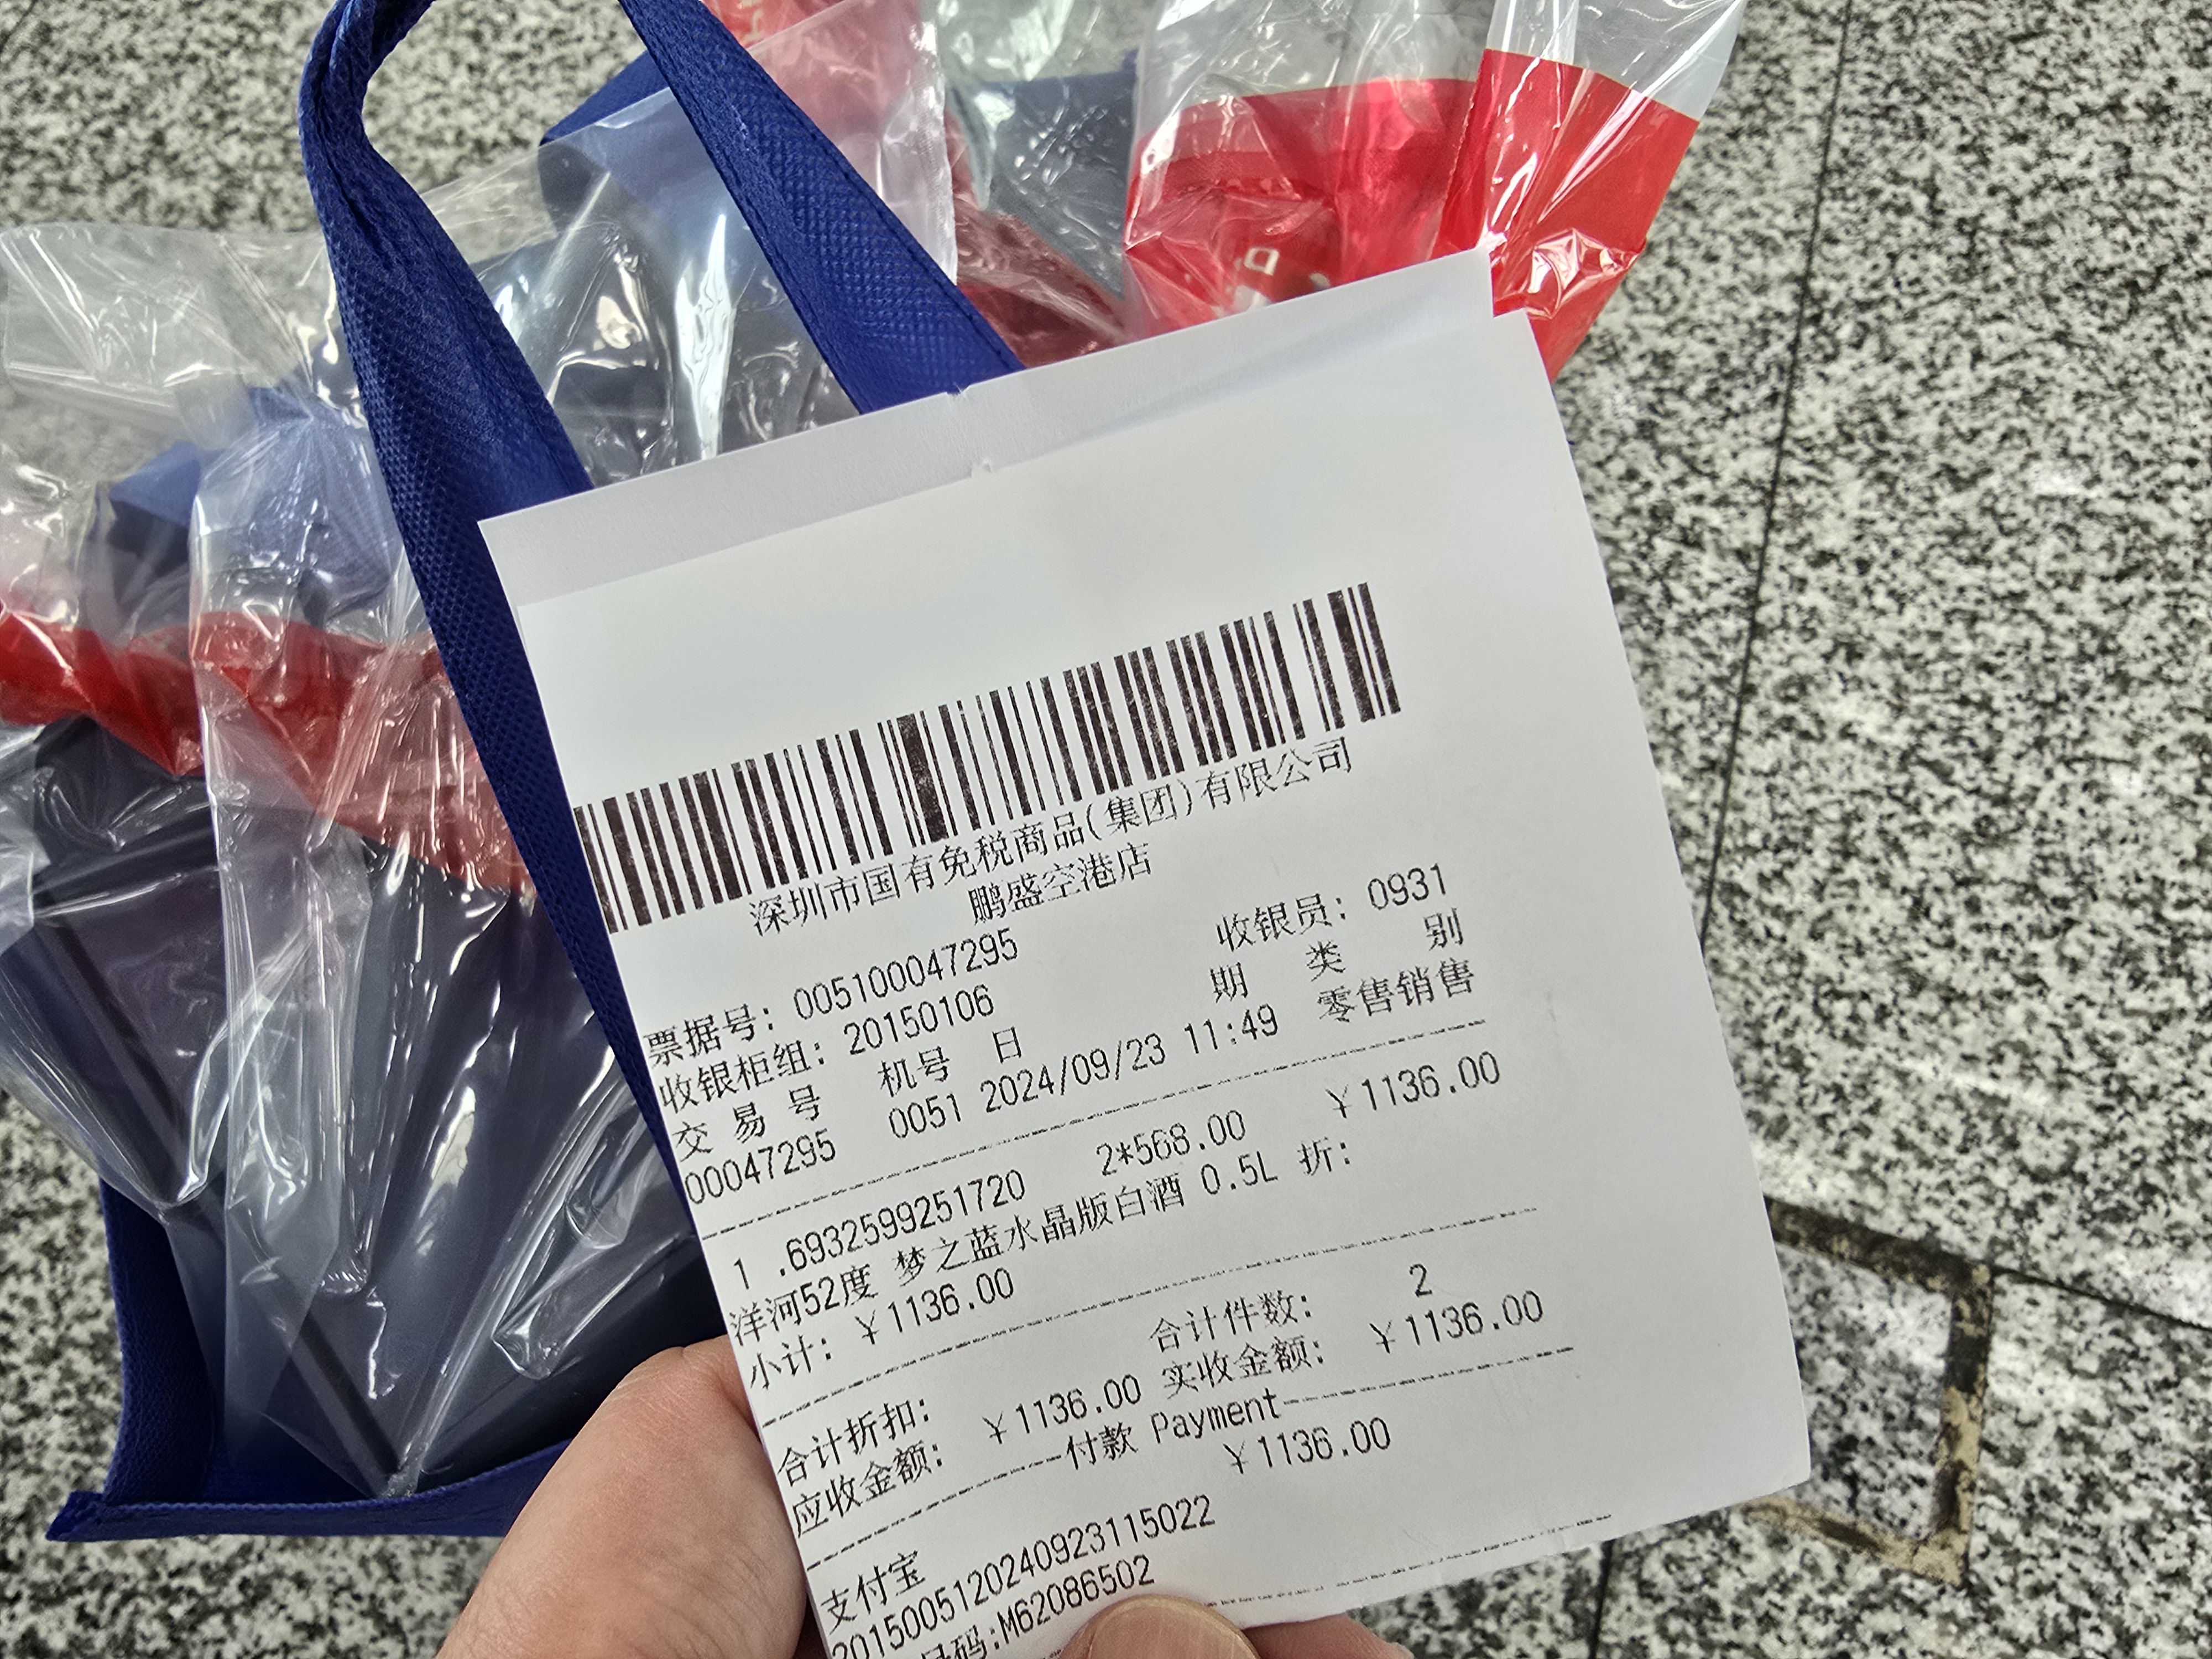 深圳市国有免税商品(集团)有限公司
鹏盛空港店
票据号: 005100047295 收银员: 0931
收银柜组: 20150106
交 易 号 机号 日 期 类 别
00047295 0051 2024/09/23 11:49 零售销售
1 .6932599251720 2*568.00 ¥1136.00
洋河52度 梦之蓝水晶版白酒 0.5L 折:
小计: ¥1136.00
合计折扣: 合计件数: 2
应收金额: ¥1136.00 实收金额: ¥1136.00
付款 Payment
支付宝 ¥1136.00
2015005120240923115022
号码:M62086502